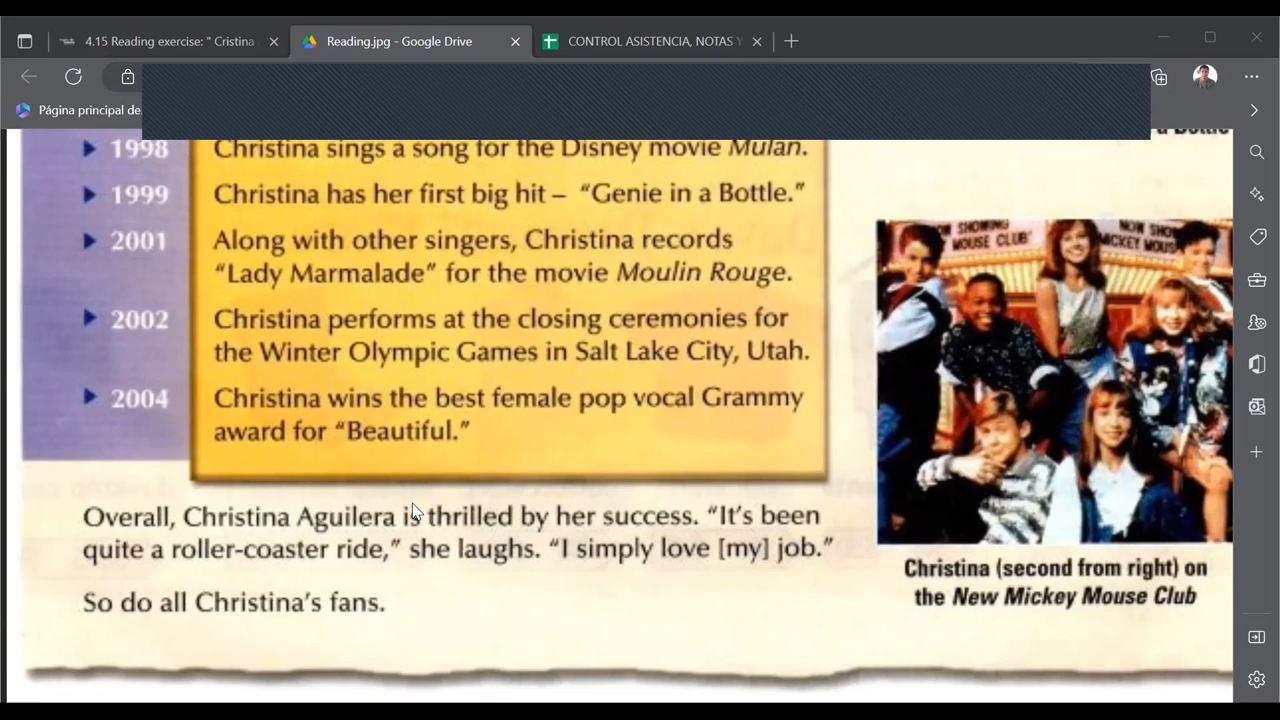 4.15 Reading exercise: " Cristina
Reading.jpg - Google Drive
CONTROL ASISTENCIA, NOTAS Y
Página principal de
1998 Christina sings a song for the Disney movie Mulan.
1999 Christina has her first big hit – "Genie in a Bottle."
2001 Along with other singers, Christina records
"Lady Marmalade" for the movie Moulin Rouge.
2002 Christina performs at the closing ceremonies for
the Winter Olympic Games in Salt Lake City, Utah.
2004 Christina wins the best female pop vocal Grammy
award for "Beautiful."
Overall, Christina Aguilera is thrilled by her success. "It's been
quite a roller-coaster ride," she laughs. "I simply love [my] job."
So do all Christina's fans.
a Bottle
NOW SHOWING
MOUSE CLUB'
NOW SHO
MICKEY MOUS
Christina (second from right) on
the New Mickey Mouse Club